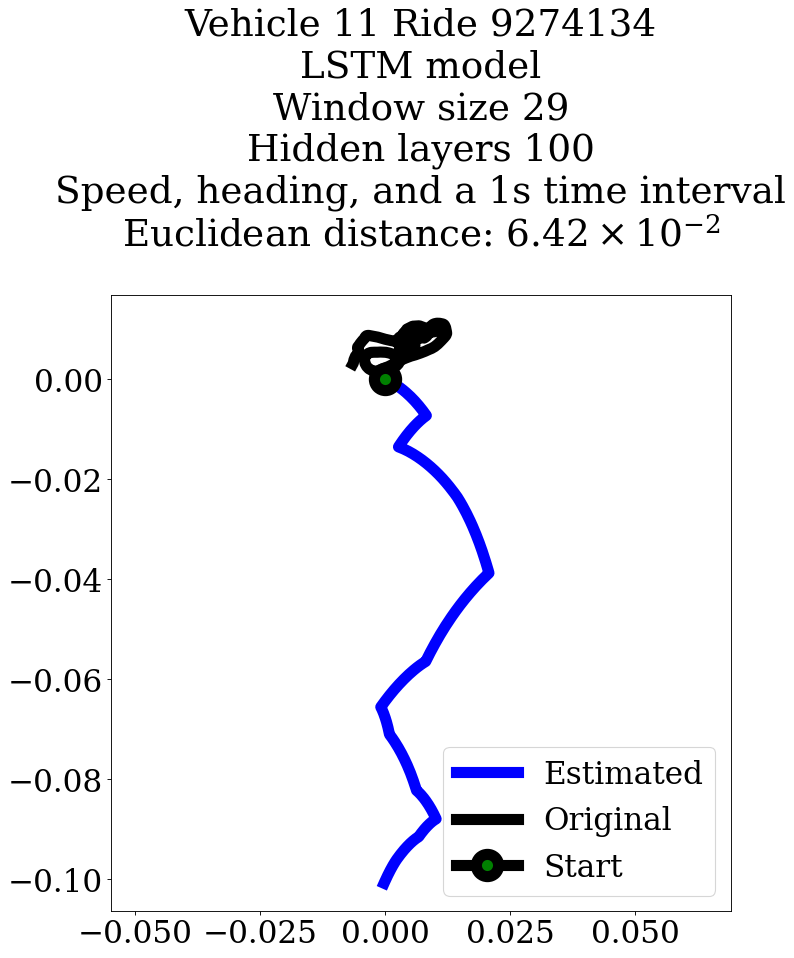 Vehicle 11 Ride 9274134
LSTM model
Window size 29
Hidden layers 100
Speed, heading, and a 1s time interval
Euclidean distance: 6.42 × 10⁻²
0.00
−0.02
−0.04
−0.06
−0.08
−0.10
Estimated
Original
Start
−0.050 −0.025 0.000 0.025 0.050